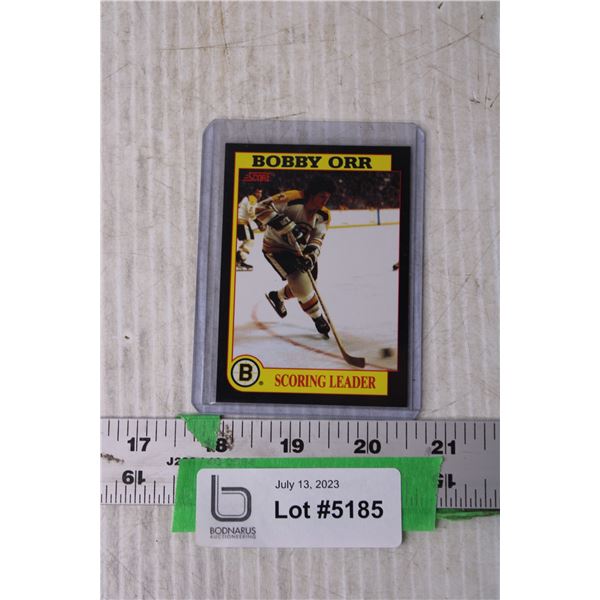 BOBBY ORR
SCORE
B
SCORING LEADER
17 18 19 20 21
July 13, 2023
Lot #5185
b
BODNARUS
AUCTIONEERING